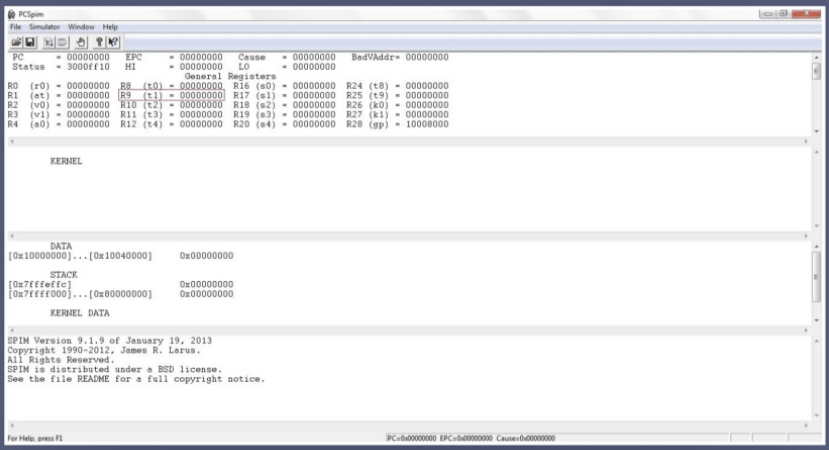 PCSpim
File Simulator Window Help
PC = 00000000 EPC = 00000000 Cause = 00000000 BadVAddr= 00000000
Status = 3000ff10 HI = 00000000 LO = 00000000
General Registers
R0 (r0) = 00000000 R8 (t0) = 00000000 R16 (s0) = 00000000 R24 (t8) = 00000000
R1 (at) = 00000000 R9 (t1) = 00000000 R17 (s1) = 00000000 R25 (t9) = 00000000
R2 (v0) = 00000000 R10 (t2) = 00000000 R18 (s2) = 00000000 R26 (k0) = 00000000
R3 (v1) = 00000000 R11 (t3) = 00000000 R19 (s3) = 00000000 R27 (k1) = 00000000
R4 (a0) = 00000000 R12 (t4) = 00000000 R20 (s4) = 00000000 R28 (gp) = 10008000
KERNEL
DATA
[0x10000000]...[0x10040000] 0x00000000
STACK
[0x7fffeffc] 0x00000000
[0x7ffff000]...[0x80000000] 0x00000000
KERNEL DATA
SPIM Version 9.1.9 of January 19, 2013
Copyright 1990-2012, James R. Larus.
All Rights Reserved.
SPIM is distributed under a BSD license.
See the file README for a full copyright notice.
For Help, press F1 PC=0x00000000 EPC=0x00000000 Cause=0x00000000